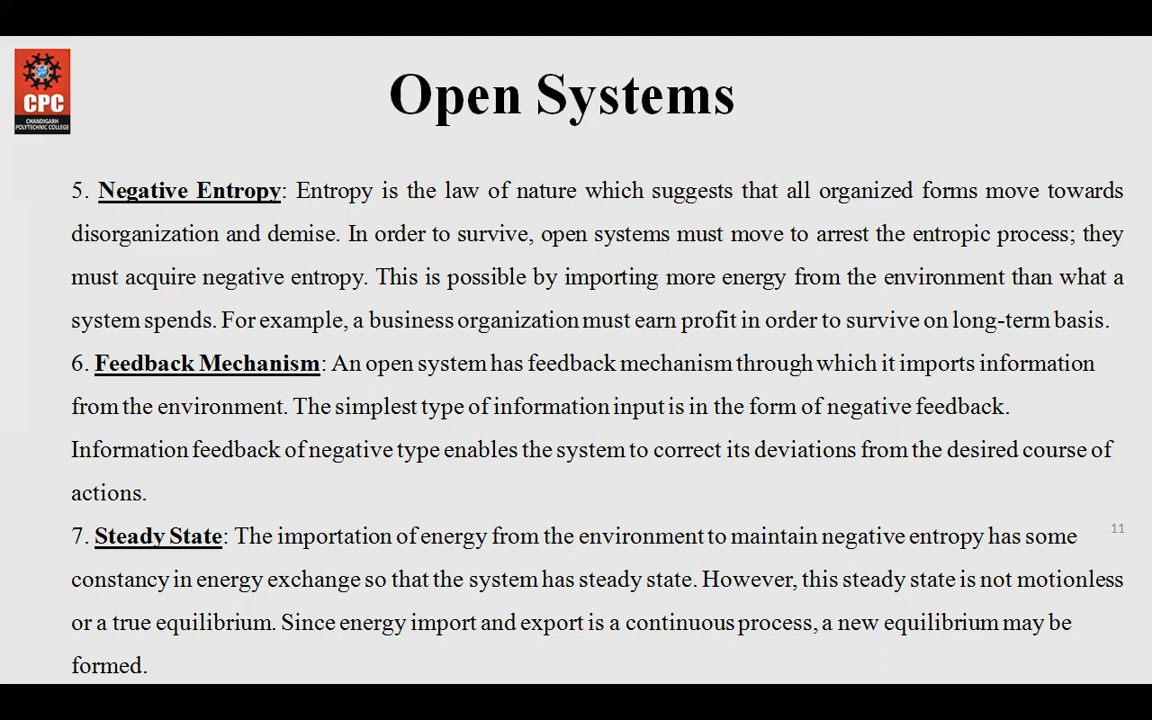 CPC
CHANDIGARH
POLYTECHNIC COLLEGE
Open Systems
5. Negative Entropy: Entropy is the law of nature which suggests that all organized forms move towards
disorganization and demise. In order to survive, open systems must move to arrest the entropic process; they
must acquire negative entropy. This is possible by importing more energy from the environment than what a
system spends. For example, a business organization must earn profit in order to survive on long-term basis.
6. Feedback Mechanism: An open system has feedback mechanism through which it imports information
from the environment. The simplest type of information input is in the form of negative feedback.
Information feedback of negative type enables the system to correct its deviations from the desired course of
actions.
7. Steady State: The importation of energy from the environment to maintain negative entropy has some
11
constancy in energy exchange so that the system has steady state. However, this steady state is not motionless
or a true equilibrium. Since energy import and export is a continuous process, a new equilibrium may be
formed.